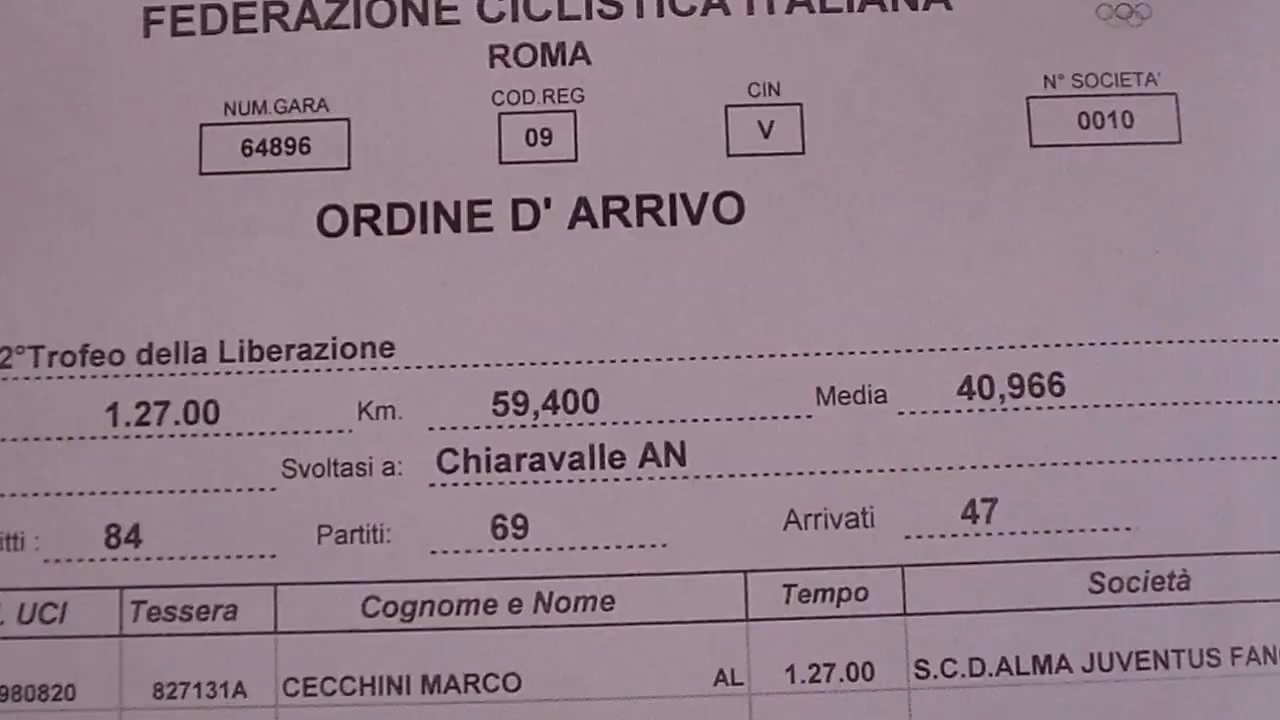 FEDERAZIONE CICLISTICA ITALIANA
ROMA
NUM.GARA COD.REG CIN N° SOCIETA'
64896 09 V 0010
ORDINE D' ARRIVO
2°Trofeo della Liberazione
1.27.00 Km. 59,400 Media 40,966
Svoltasi a: Chiaravalle AN
itti : 84 Partiti: 69 Arrivati 47
. UCI Tessera Cognome e Nome Tempo Società
980820 827131A CECCHINI MARCO AL 1.27.00 S.C.D.ALMA JUVENTUS FAN